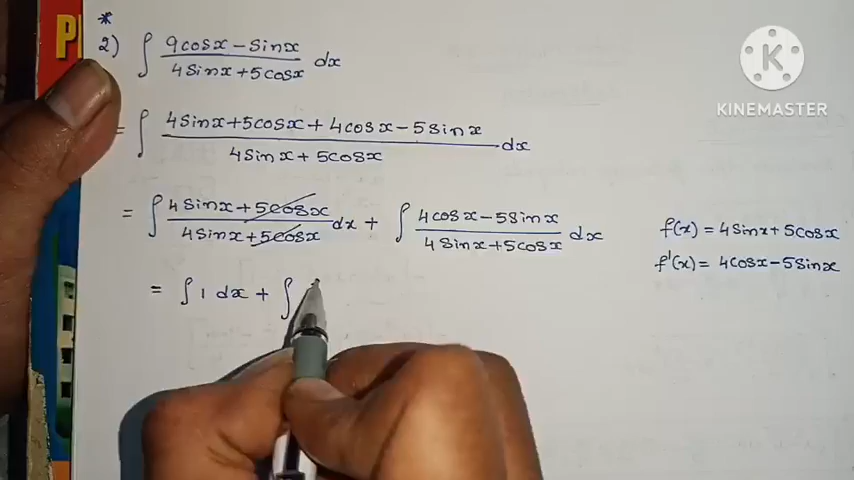 *
P
2) ∫ 9cosx – sinx / 4sinx + 5cosx dx
= ∫ 4sinx + 5cosx + 4cosx – 5sinx / 4sinx + 5cosx dx
= ∫ 4sinx + 5cosx / 4sinx + 5cosx dx + ∫ 4cosx – 5sinx / 4sinx + 5cosx dx
f(x) = 4sinx + 5cosx
f'(x) = 4cosx – 5sinx
= ∫ 1 dx + ∫
K
KINEMASTER